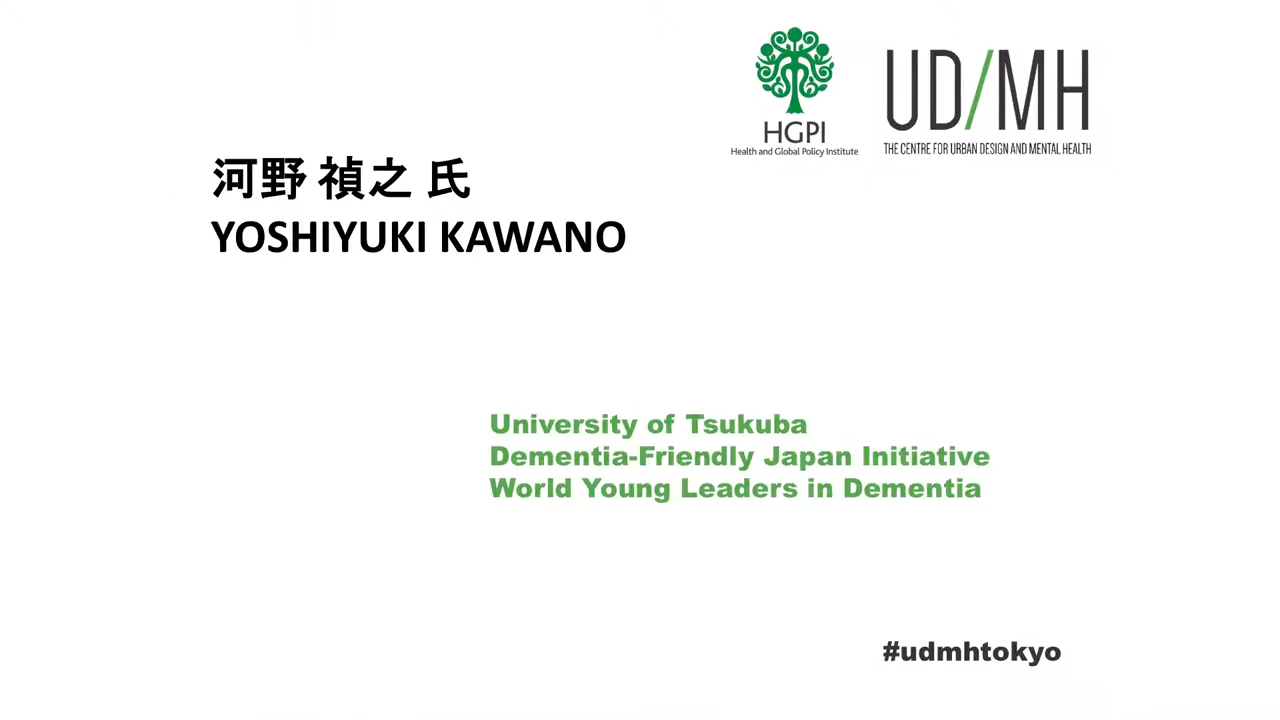 HGPI
Health and Global Policy Institute
UD/MH
THE CENTRE FOR URBAN DESIGN AND MENTAL HEALTH
河野 禎之 氏
YOSHIYUKI KAWANO
University of Tsukuba
Dementia-Friendly Japan Initiative
World Young Leaders in Dementia
#udmhtokyo